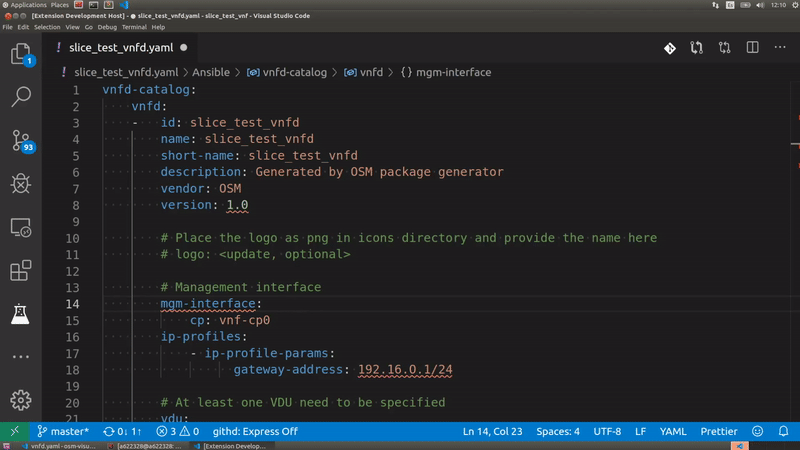 Applications Places 12:10
[Extension Development Host] - ● slice_test_vnfd.yaml - slice_test_vnf - Visual Studio Code
File Edit Selection View Go Debug Terminal Help
! slice_test_vnfd.yaml ●
! slice_test_vnfd.yaml > Ansible > vnfd-catalog > vnfd > {} mgm-interface
1 vnfd-catalog:
2 vnfd:
3 - id: slice_test_vnfd
4 name: slice_test_vnfd
5 short-name: slice_test_vnfd
6 description: Generated by OSM package generator
7 vendor: OSM
8 version: 1.0
9
10 # Place the logo as png in icons directory and provide the name here
11 # logo: <update, optional>
12
13 # Management interface
14 mgm-interface:
15 cp: vnf-cp0
16 ip-profiles:
17 - ip-profile-params:
18 gateway-address: 192.16.0.1/24
19
20 # At least one VDU need to be specified
21 vdu:
1
93
master* 0↓ 1↑ 3 0 githd: Express Off Ln 14, Col 23 Spaces: 4 UTF-8 LF YAML Prettier
vnfd.yaml - osm-visu... [a622328@a622328:... [Extension Develop...